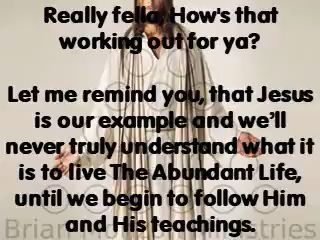 Really fella, How's that
working out for ya?
Let me remind you, that Jesus
is our example and we'll
never truly understand what it
is to live The Abundant Life,
until we begin to follow Him
and His teachings.
Brian Ministries